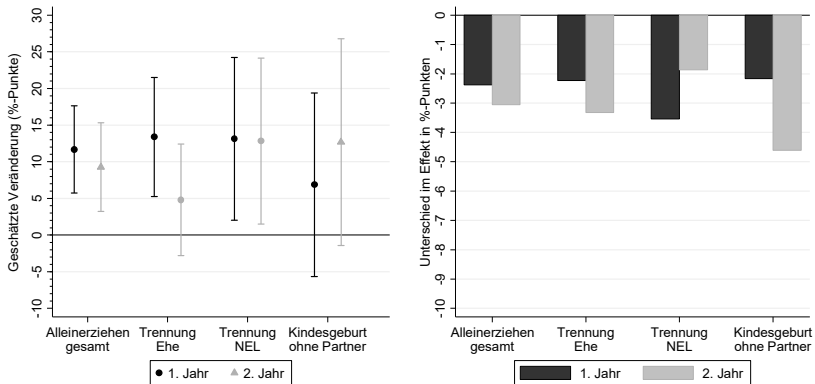 Geschätzte Veränderung (%-Punkte)
30
25
20
15
10
5
0
-5
-10
Alleinerziehen gesamt
Trennung Ehe
Trennung NEL
Kindesgeburt ohne Partner
1. Jahr
2. Jahr
Unterschied im Effekt in %-Punkten
0
-1
-2
-3
-4
-5
-6
-7
-8
-9
-10
Alleinerziehen gesamt
Trennung Ehe
Trennung NEL
Kindesgeburt ohne Partner
1. Jahr
2. Jahr